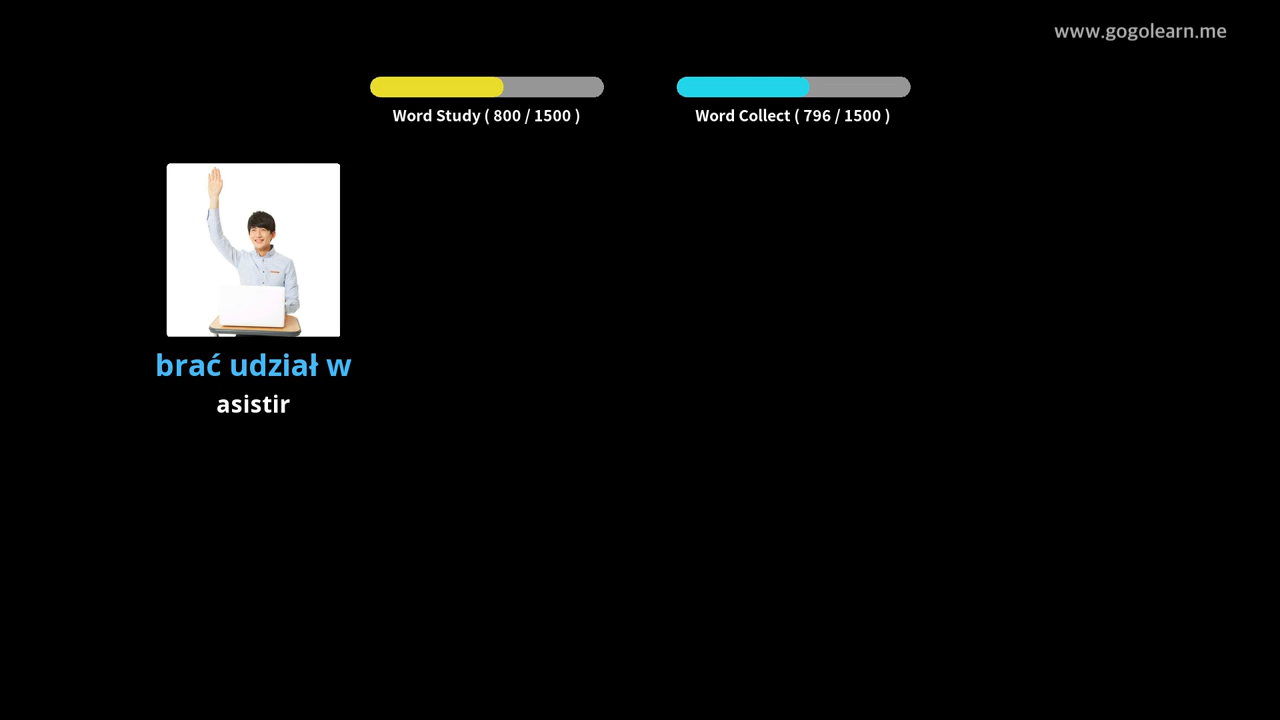 www.gogolearn.me
Word Study ( 800 / 1500 )
Word Collect ( 796 / 1500 )
brać udział w
asistir